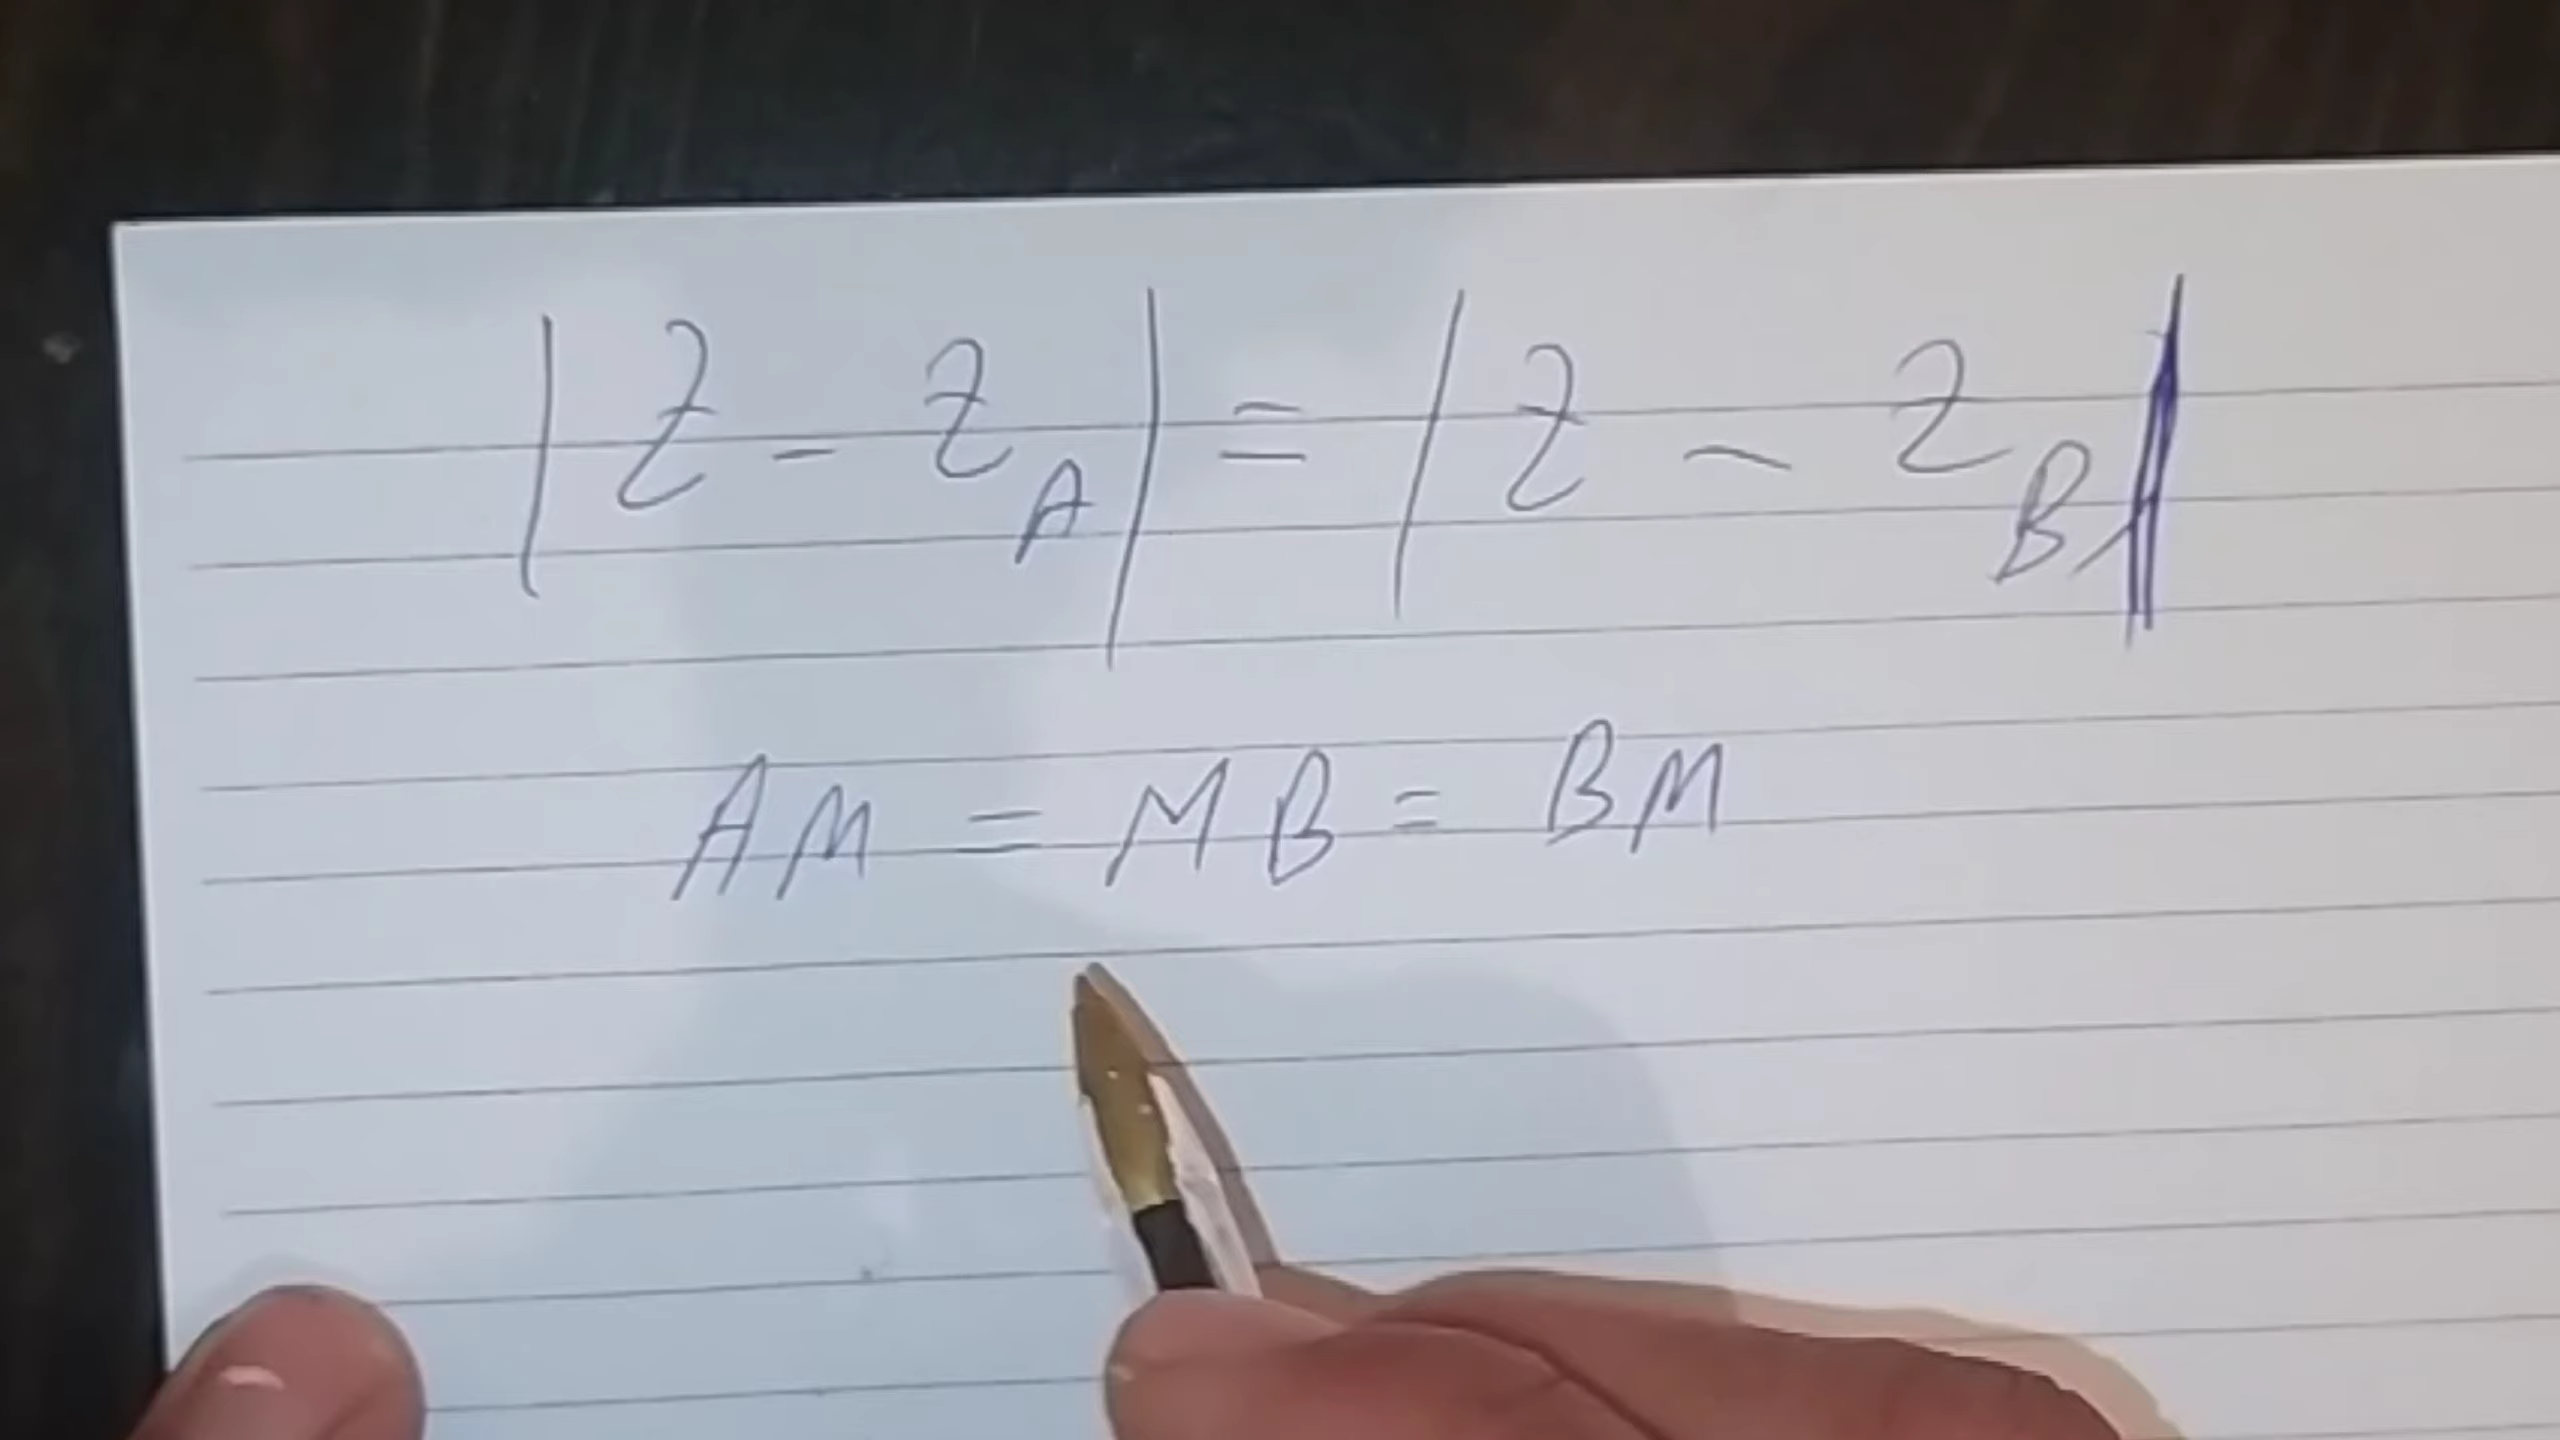 |Z - Z_A| = |Z - Z_B|
AM = MB = BM